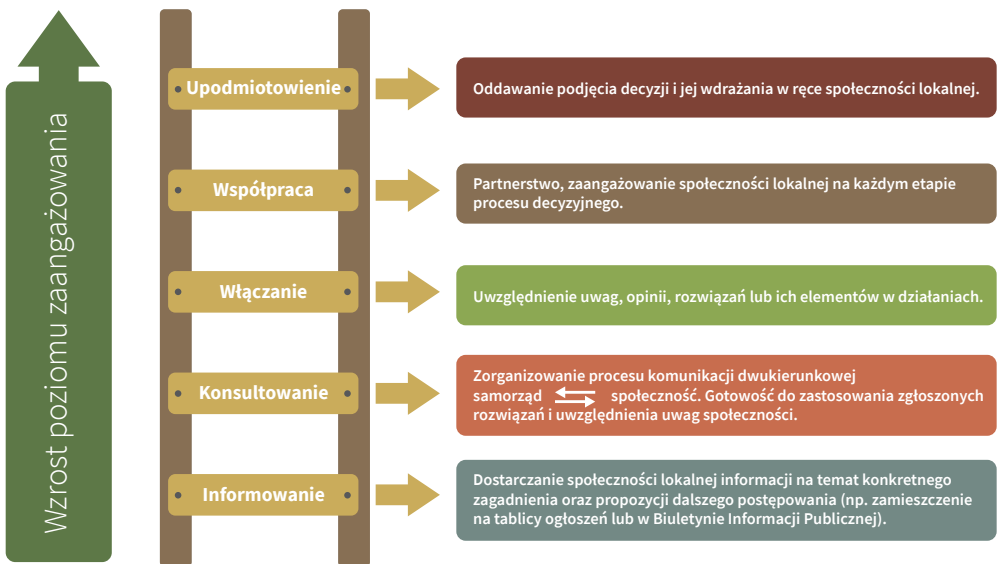 Wzrost poziomu zaangażowania
Upodmiotowienie
Oddawanie podjęcia decyzji i jej wdrażania w ręce społeczności lokalnej.
Współpraca
Partnerstwo, zaangażowanie społeczności lokalnej na każdym etapie
procesu decyzyjnego.
Włączanie
Uwzględnienie uwag, opinii, rozwiązań lub ich elementów w działaniach.
Konsultowanie
Zorganizowanie procesu komunikacji dwukierunkowej
samorząd społeczność. Gotowość do zastosowania zgłoszonych
rozwiązań i uwzględnienia uwag społeczności.
Informowanie
Dostarczanie społeczności lokalnej informacji na temat konkretnego
zagadnienia oraz propozycji dalszego postępowania (np. zamieszczenie
na tablicy ogłoszeń lub w Biuletynie Informacji Publicznej).